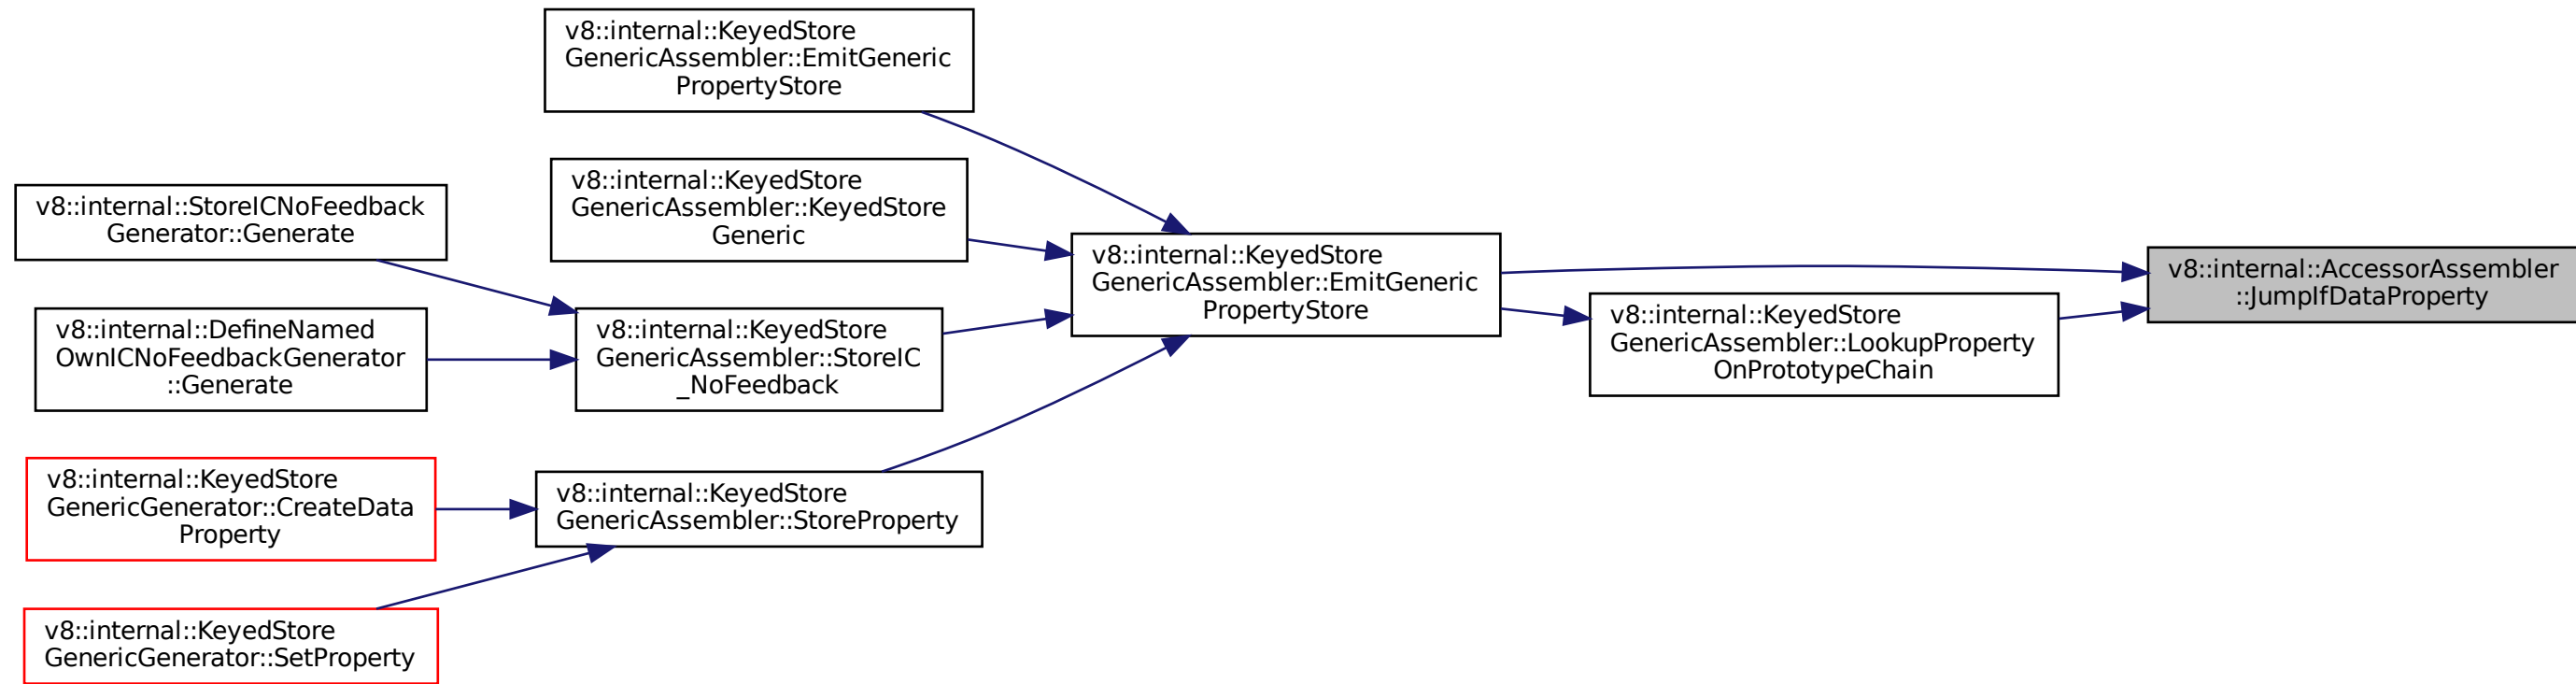 v8::internal::KeyedStore
GenericAssembler::EmitGeneric
PropertyStore
v8::internal::KeyedStore
GenericAssembler::KeyedStore
Generic
v8::internal::StoreICNoFeedback
Generator::Generate
v8::internal::DefineNamed
OwnICNoFeedbackGenerator
::Generate
v8::internal::KeyedStore
GenericAssembler::StoreIC
_NoFeedback
v8::internal::KeyedStore
GenericGenerator::CreateData
Property
v8::internal::KeyedStore
GenericAssembler::StoreProperty
v8::internal::KeyedStore
GenericGenerator::SetProperty
v8::internal::KeyedStore
GenericAssembler::EmitGeneric
PropertyStore
v8::internal::KeyedStore
GenericAssembler::LookupProperty
OnPrototypeChain
v8::internal::AccessorAssembler
::JumpIfDataProperty